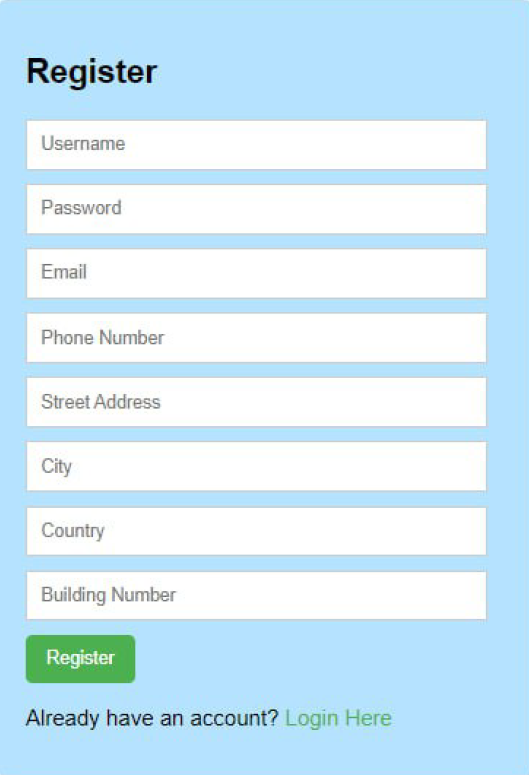 Register
Username
Password
Email
Phone Number
Street Address
City
Country
Building Number
Register
Already have an account? Login Here